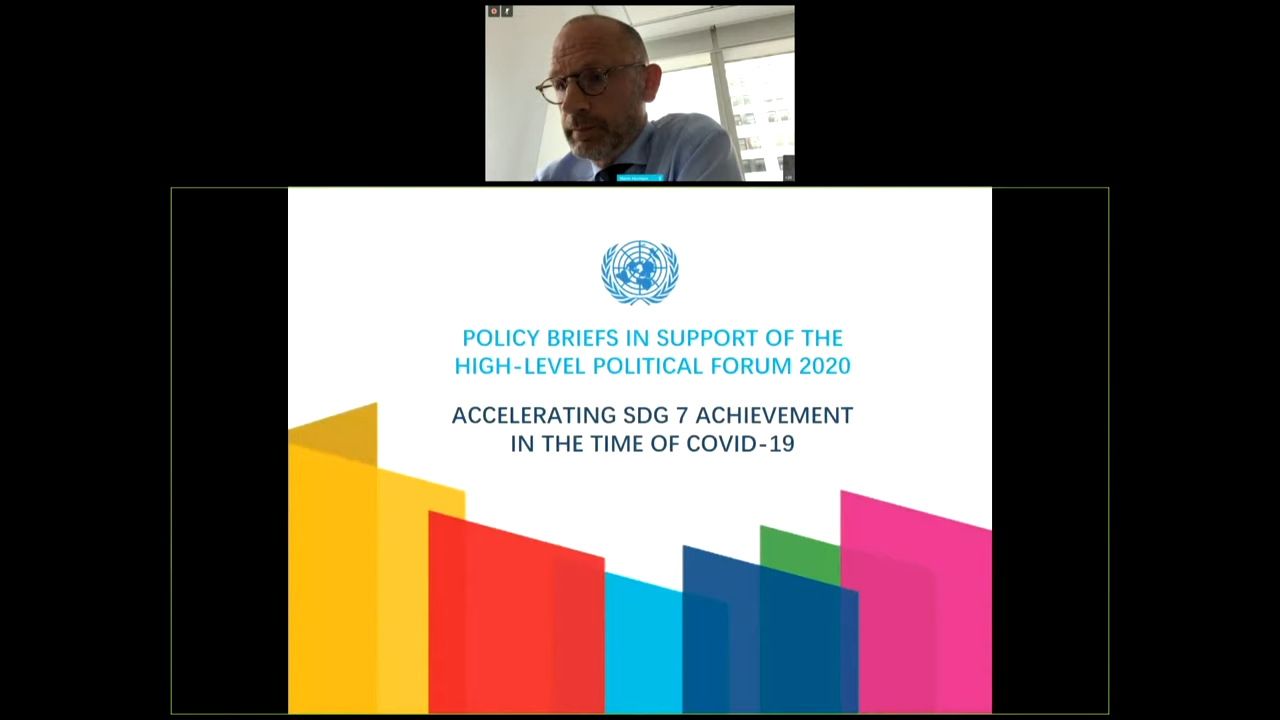 POLICY BRIEFS IN SUPPORT OF THE
HIGH-LEVEL POLITICAL FORUM 2020
ACCELERATING SDG 7 ACHIEVEMENT
IN THE TIME OF COVID-19